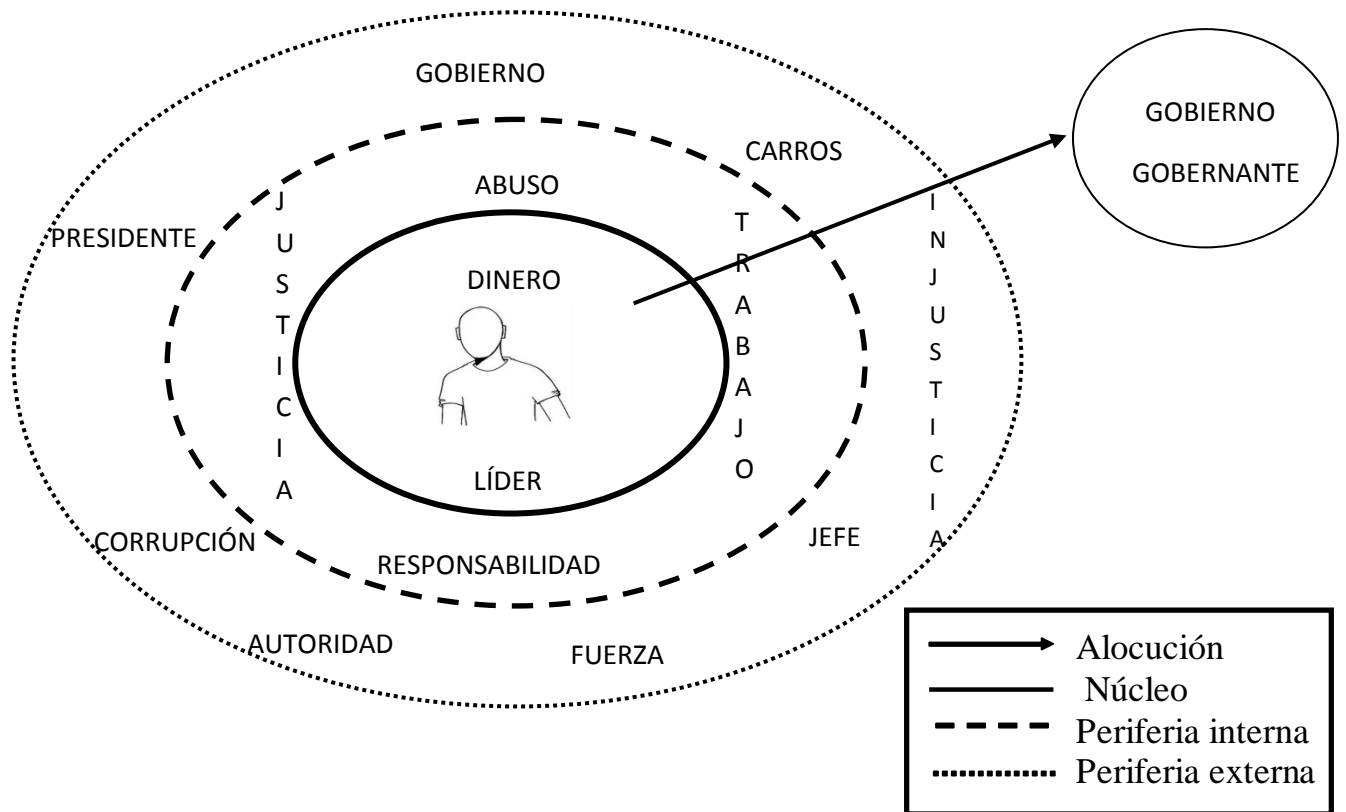 GOBIERNO
CARROS
GOBIERNO
GOBERNANTE
ABUSO
JUSTICIA
TRABAJO
INJUSTICIA
PRESIDENTE
DINERO
LÍDER
CORRUPCIÓN
JEFE
RESPONSABILIDAD
AUTORIDAD
FUERZA
Alocución
Núcleo
Periferia interna
Periferia externa